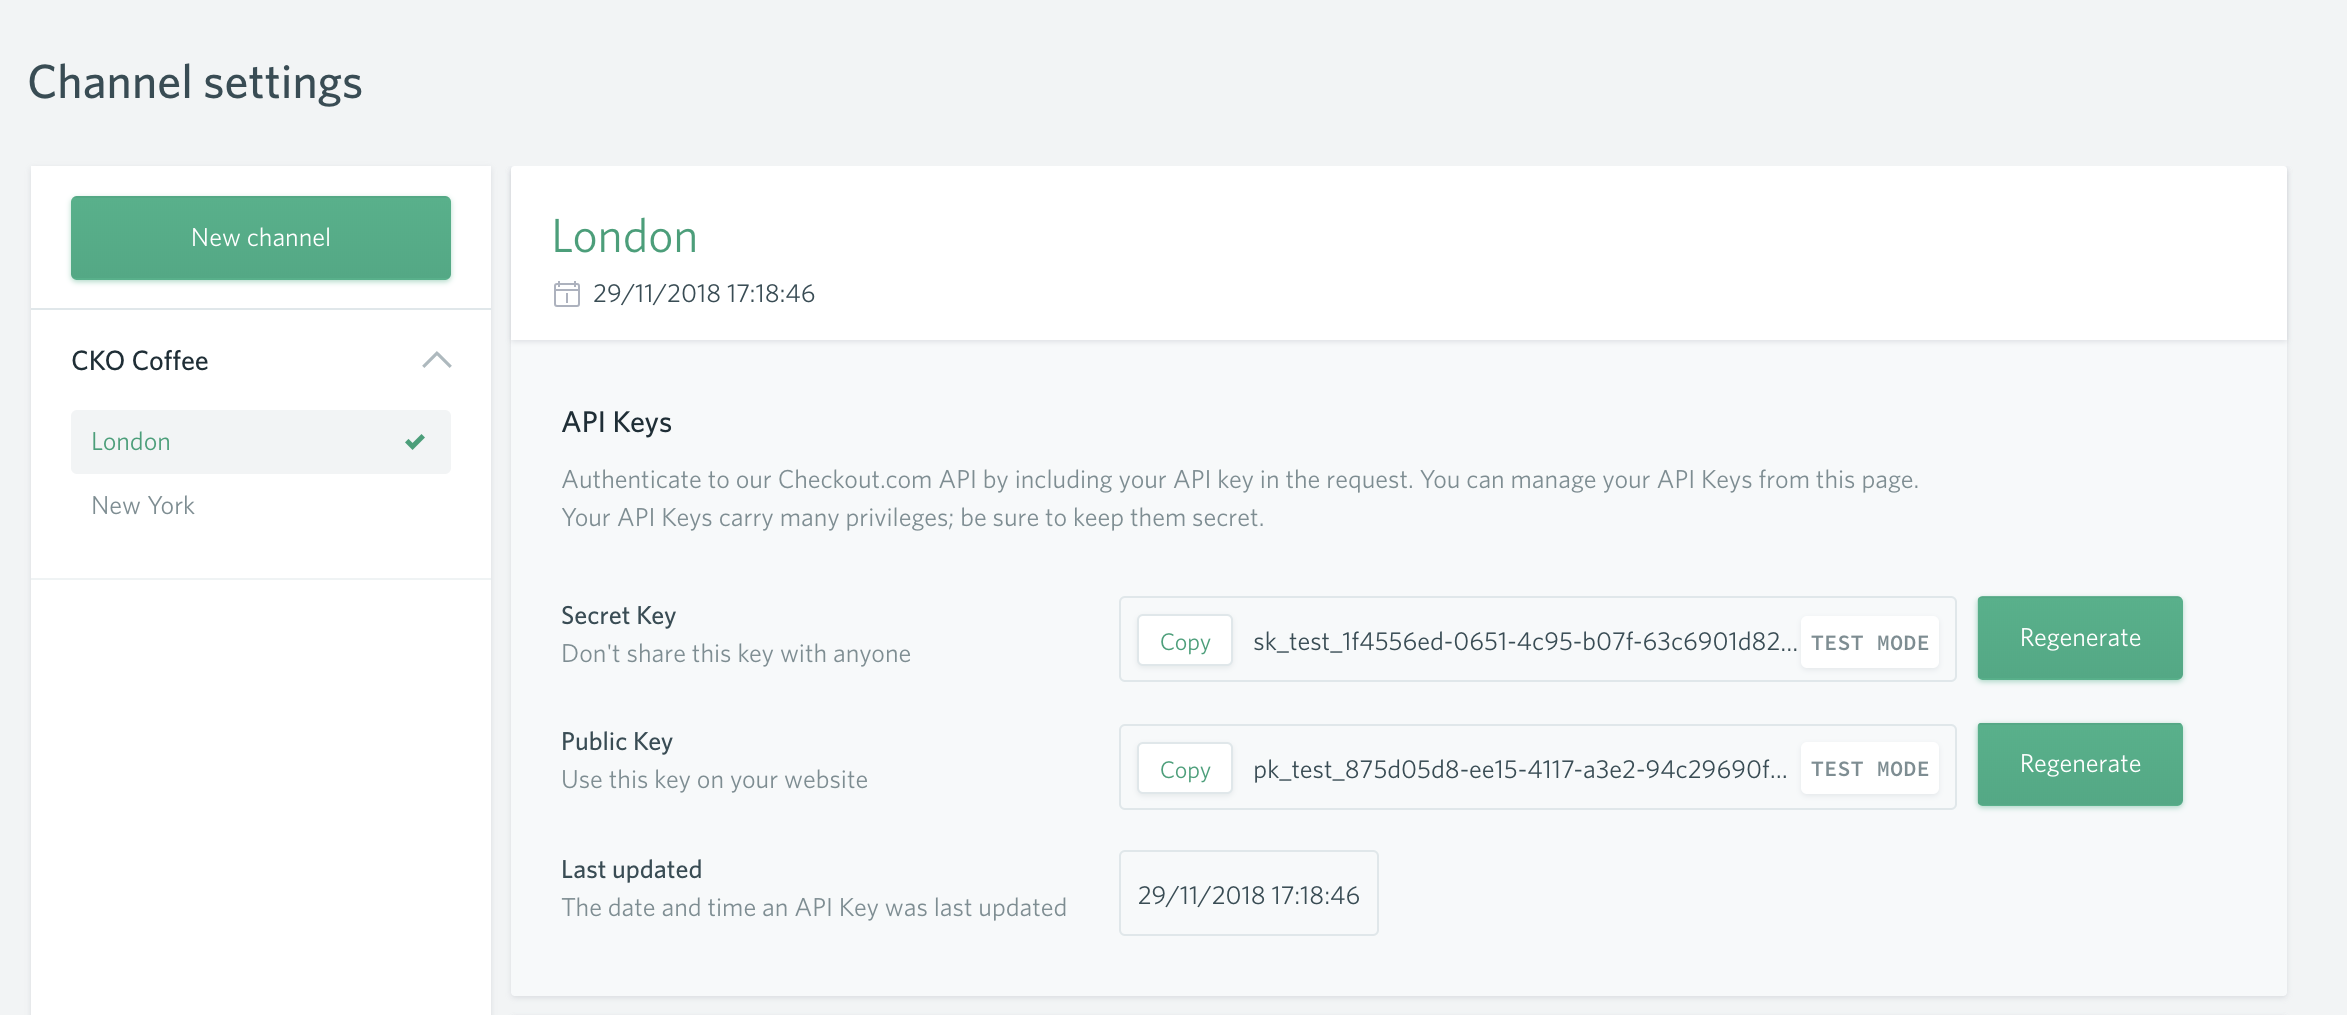 Channel settings
New channel
CKO Coffee
London
New York
London
29/11/2018 17:18:46
API Keys
Authenticate to our Checkout.com API by including your API key in the request. You can manage your API Keys from this page.
Your API Keys carry many privileges; be sure to keep them secret.
Secret Key
Don't share this key with anyone
Copy sk_test_1f4556ed-0651-4c95-b07f-63c6901d82... TEST MODE Regenerate
Public Key
Use this key on your website
Copy pk_test_875d05d8-ee15-4117-a3e2-94c29690f... TEST MODE Regenerate
Last updated
The date and time an API Key was last updated
29/11/2018 17:18:46